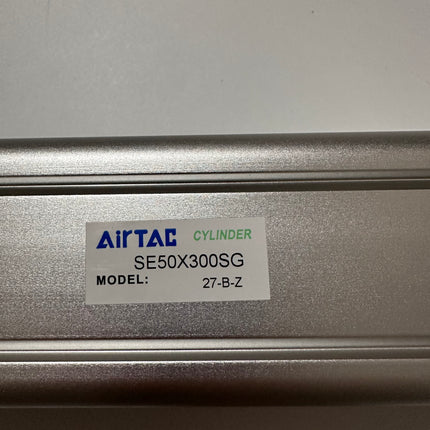 AirTAC CYLINDER
SE50X300SG
MODEL: 27-B-Z